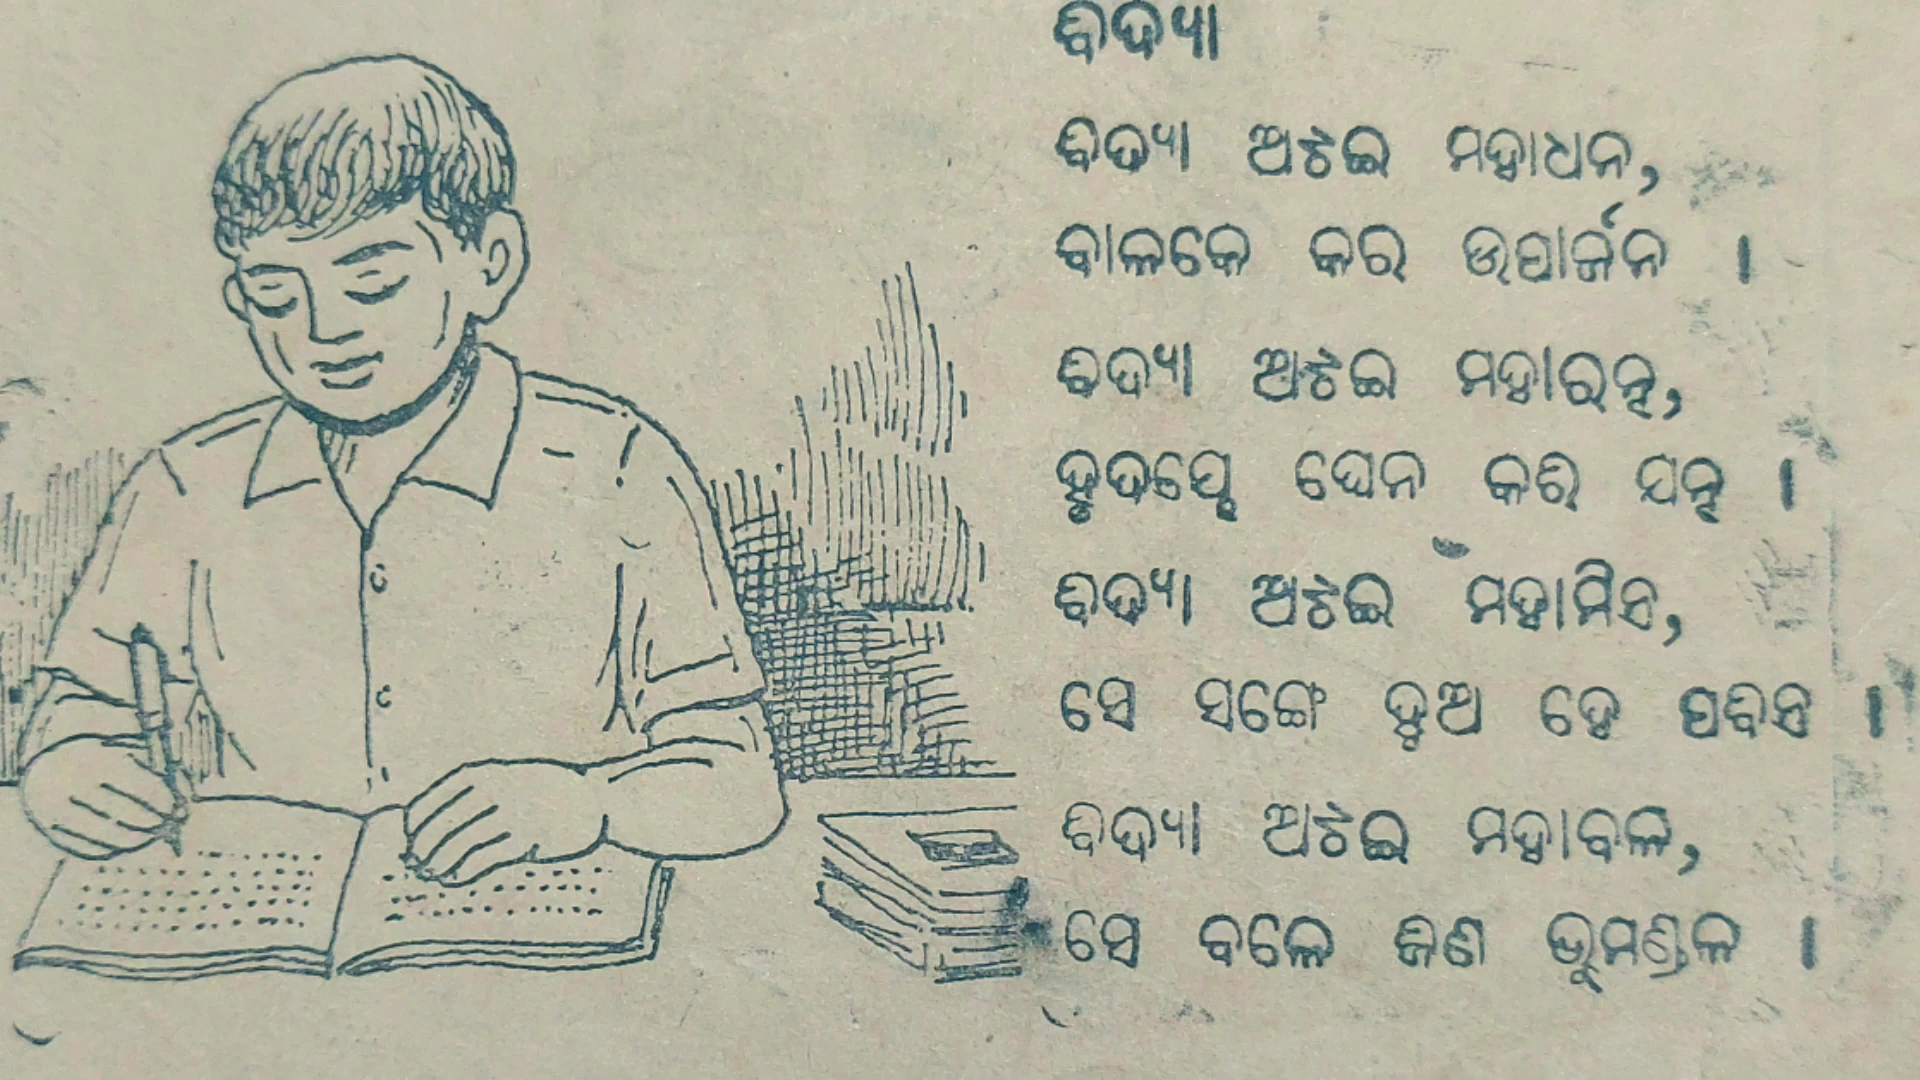 ବିଦ୍ୟା
ବିଦ୍ୟା ଅଟଇ ମହାଧନ,
ବାଳକେ କର ଉପାର୍ଜନ ।
ବିଦ୍ୟା ଅଟଇ ମହାରତ୍ନ,
ହୃଦୟେ ଘେନ କରି ଯତ୍ନ ।
ବିଦ୍ୟା ଅଟଇ ମହାମିତ୍ର,
ସେ ସଙ୍ଗେ ହୁଅ ହେ ପବିତ୍ର ।
ବିଦ୍ୟା ଅଟଇ ମହାବଳ,
ସେ ବଳେ ଜିଣ ଭୂମଣ୍ଡଳ ।